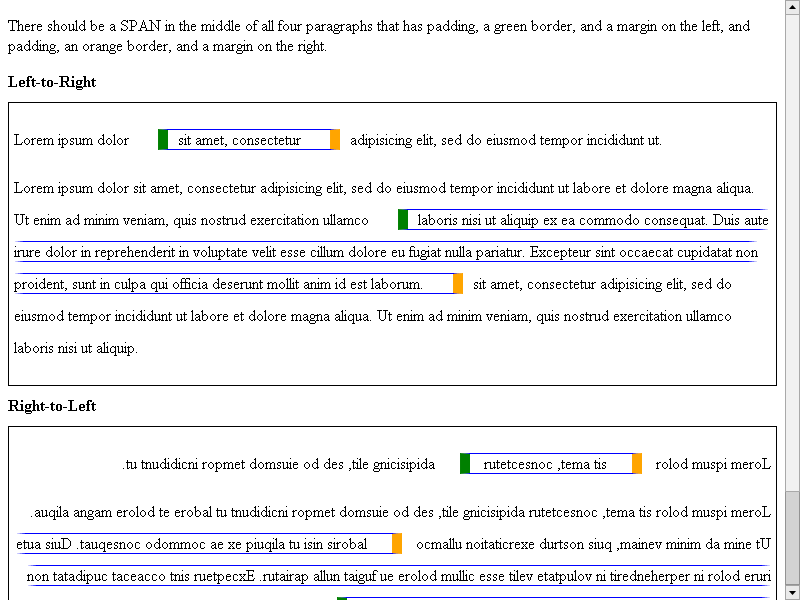 There should be a SPAN in the middle of all four paragraphs that has padding, a green border, and a margin on the left, and
padding, an orange border, and a margin on the right.
Left-to-Right
Lorem ipsum dolor sit amet, consectetur adipisicing elit, sed do eiusmod tempor incididunt ut.
Lorem ipsum dolor sit amet, consectetur adipisicing elit, sed do eiusmod tempor incididunt ut labore et dolore magna aliqua.
Ut enim ad minim veniam, quis nostrud exercitation ullamco laboris nisi ut aliquip ex ea commodo consequat. Duis aute
irure dolor in reprehenderit in voluptate velit esse cillum dolore eu fugiat nulla pariatur. Excepteur sint occaecat cupidatat non
proident, sunt in culpa qui officia deserunt mollit anim id est laborum. sit amet, consectetur adipisicing elit, sed do
eiusmod tempor incididunt ut labore et dolore magna aliqua. Ut enim ad minim veniam, quis nostrud exercitation ullamco
laboris nisi ut aliquip.
Right-to-Left
.tu tnudidicni ropmet domsuie od des ,tile gnicisipida rutetcesnoc ,tema tis rolod muspi meroL
.auqila angam erolod te erobal tu tnudidicni ropmet domsuie od des ,tile gnicisipida rutetcesnoc ,tema tis rolod muspi meroL
etua siuD .tauqesnoc odommoc ae xe piuqila tu isin sirobal ocmallu noitaticrexe durtson siuq ,mainev minim da mine tU
non tatadipuc taceacco tnis ruetpecxE .rutairap allun taiguf ue erolod mullic esse tilev etatpulov ni tiredneherper ni rolod eruri